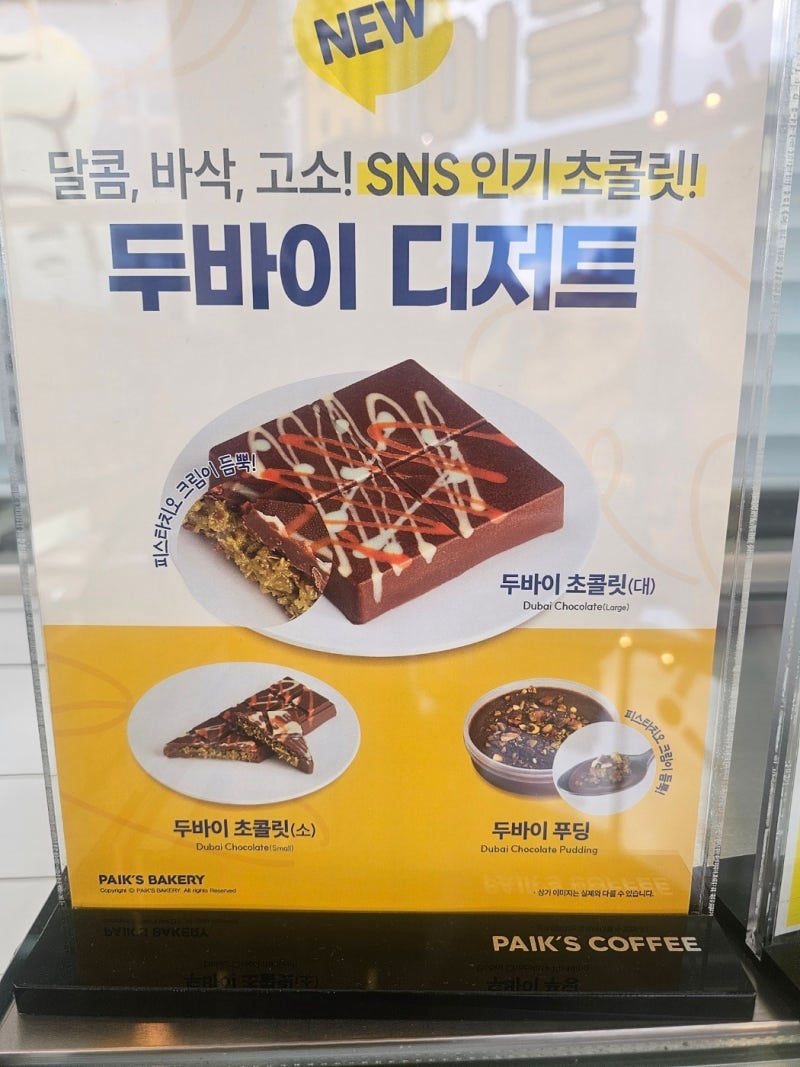 NEW
달콤, 바삭, 고소! SNS 인기 초콜릿!
두바이 디저트
피스타치오 크림이 듬뿍!
두바이 초콜릿(대)
Dubai Chocolate(Large)
피스타치오 크림이 듬뿍!
두바이 초콜릿(소)
Dubai Chocolate(Small)
두바이 푸딩
Dubai Chocolate Pudding
PAIK'S BAKERY
Copyright ⓒ PAIK'S BAKERY. All rights Reserved
· 상기 이미지는 실제와 다를 수 있습니다.
PAIK'S COFFEE